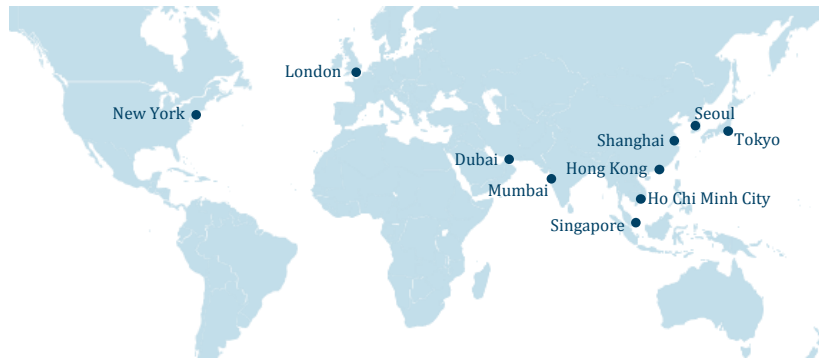 London
New York
Seoul
Shanghai
Tokyo
Dubai
Hong Kong
Mumbai
Ho Chi Minh City
Singapore